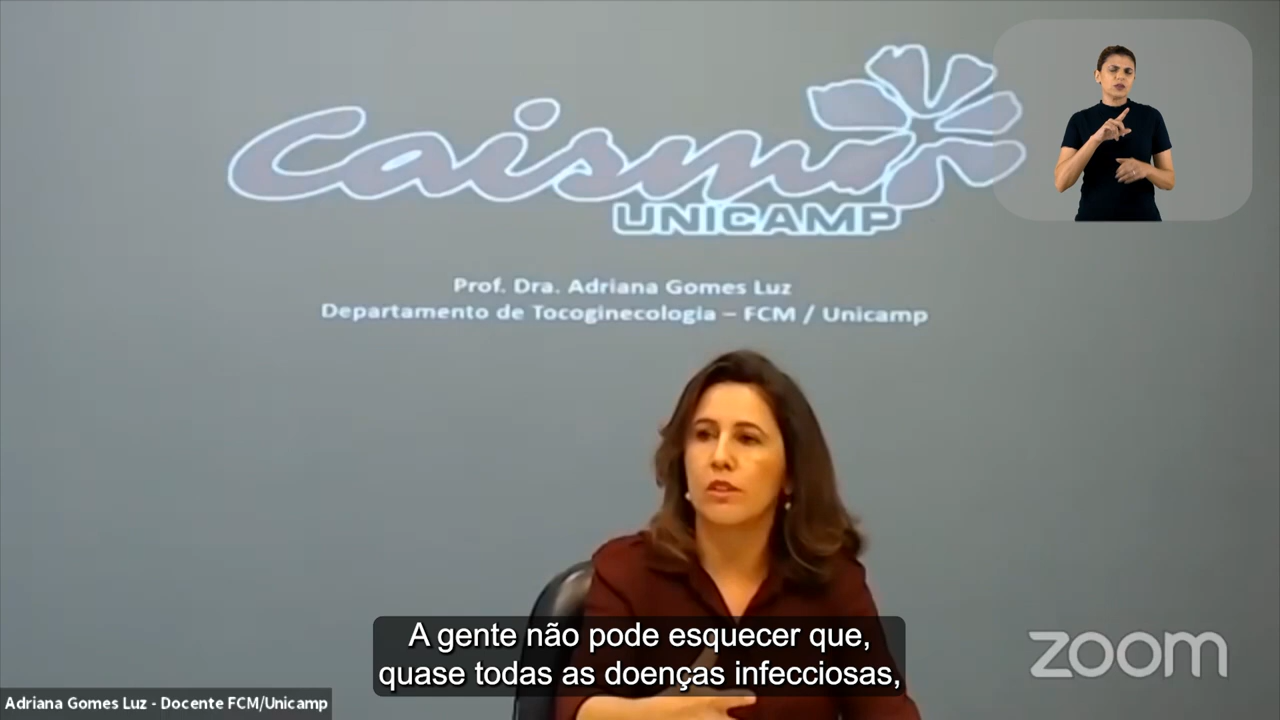 Caism
UNICAMP
Prof. Dra. Adriana Gomes Luz
Departamento de Tocoginecologia – FCM / Unicamp
A gente não pode esquecer que,
quase todas as doenças infecciosas,
zoom
Adriana Gomes Luz - Docente FCM/Unicamp